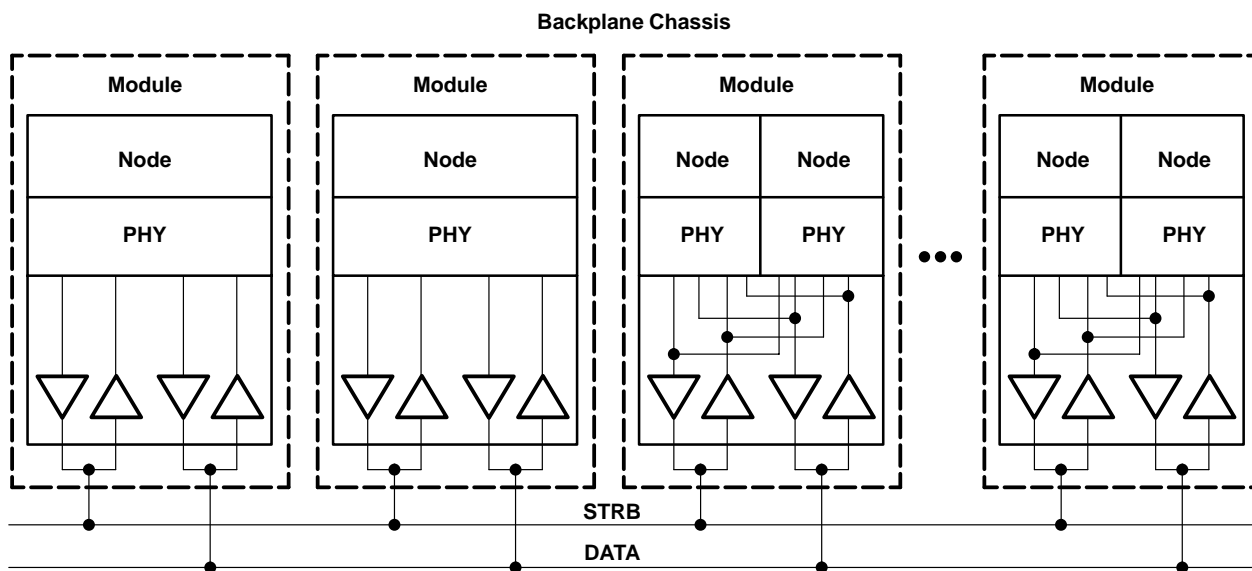 Backplane Chassis
Module Module Module Module
Node Node Node Node Node Node
PHY PHY PHY PHY PHY PHY
STRB
DATA